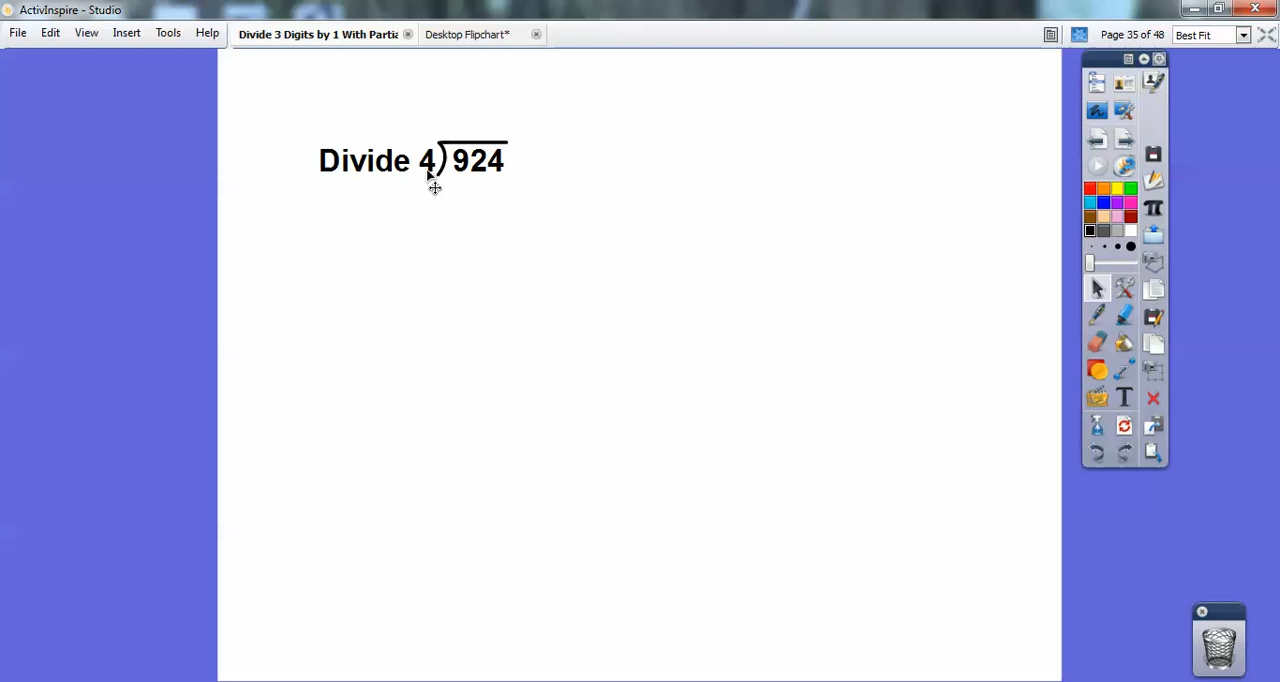 ActivInspire - Studio
File Edit View Insert Tools Help Divide 3 Digits by 1 With Partia Desktop Flipchart* Page 35 of 48 Best Fit
Divide 4)924
T